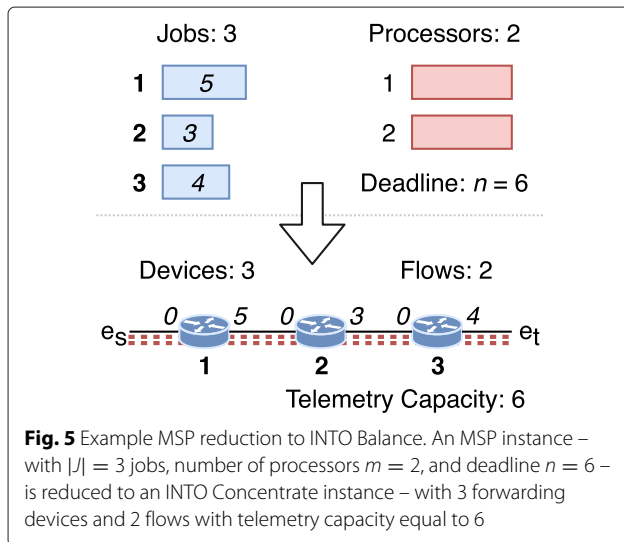 Jobs: 3 Processors: 2
1 5 1
2 3 2
3 4 Deadline: n = 6
Devices: 3 Flows: 2
es 0 5 0 3 0 4 et
1 2 3
Telemetry Capacity: 6
Fig. 5 Example MSP reduction to INTO Balance. An MSP instance –
with |J| = 3 jobs, number of processors m = 2, and deadline n = 6 –
is reduced to an INTO Concentrate instance – with 3 forwarding
devices and 2 flows with telemetry capacity equal to 6